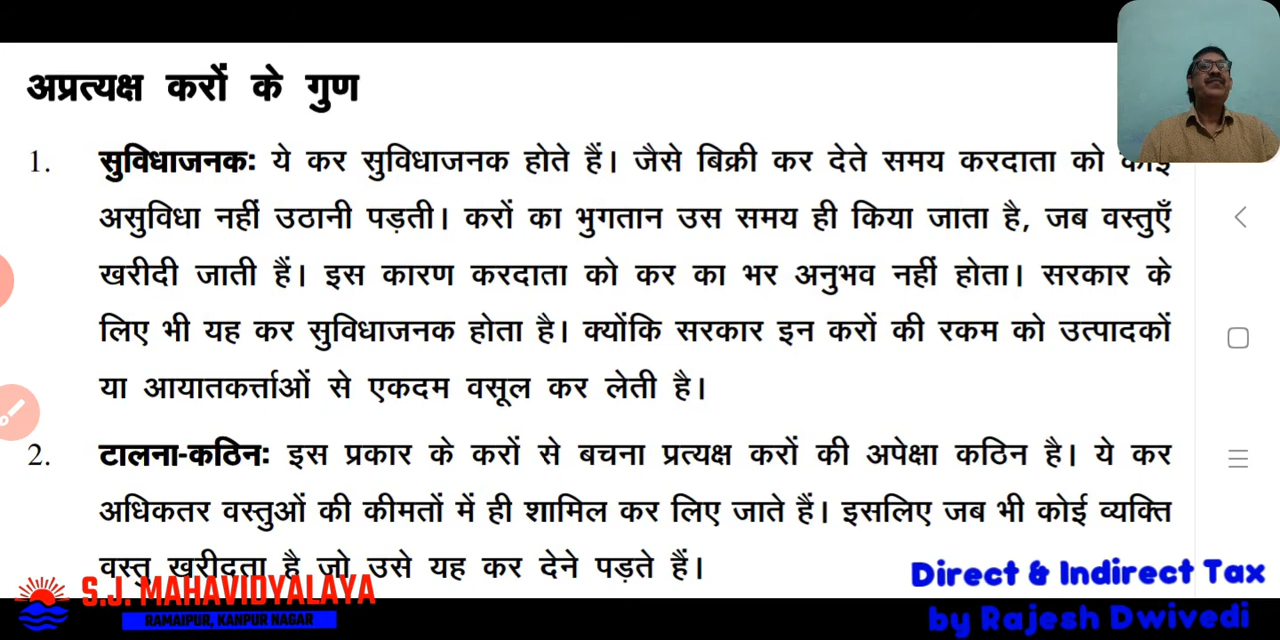 अप्रत्यक्ष करों के गुण
1. सुविधाजनकः ये कर सुविधाजनक होते हैं। जैसे बिक्री कर देते समय करदाता को कोई
असुविधा नहीं उठानी पड़ती। करों का भुगतान उस समय ही किया जाता है, जब वस्तुएँ
खरीदी जाती हैं। इस कारण करदाता को कर का भर अनुभव नहीं होता। सरकार के
लिए भी यह कर सुविधाजनक होता है। क्योंकि सरकार इन करों की रकम को उत्पादकों
या आयातकर्त्ताओं से एकदम वसूल कर लेती है।
2. टालना-कठिनः इस प्रकार के करों से बचना प्रत्यक्ष करों की अपेक्षा कठिन है। ये कर
अधिकतर वस्तुओं की कीमतों में ही शामिल कर लिए जाते हैं। इसलिए जब भी कोई व्यक्ति
वस्तु खरीदता है जो उसे यह कर देने पड़ते हैं।
S.J. MAHAVIDYALAYA
RAMAIPUR, KANPUR NAGAR
Direct & Indirect Tax
by Rajesh Dwivedi